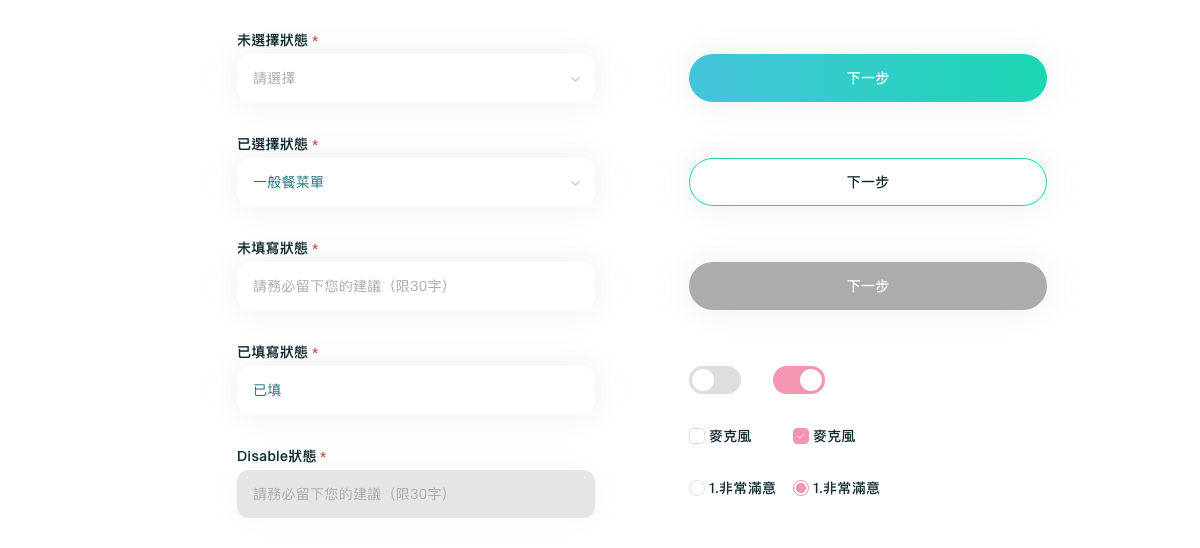 未選擇狀態 *
請選擇
已選擇狀態 *
一般餐菜單
未填寫狀態 *
請務必留下您的建議（限30字）
已填寫狀態 *
已填
Disable狀態 *
請務必留下您的建議（限30字）
下一步
下一步
下一步
麥克風
麥克風
1.非常滿意
1.非常滿意